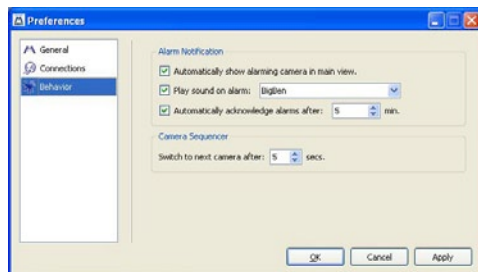 Preferences
General
Connections
Behavior
Alarm Notification
Automatically show alarming camera in main view.
Play sound on alarm: BigBen
Automatically acknowledge alarms after: 5 min.
Camera Sequencer
Switch to next camera after: 5 secs.
OK Cancel Apply